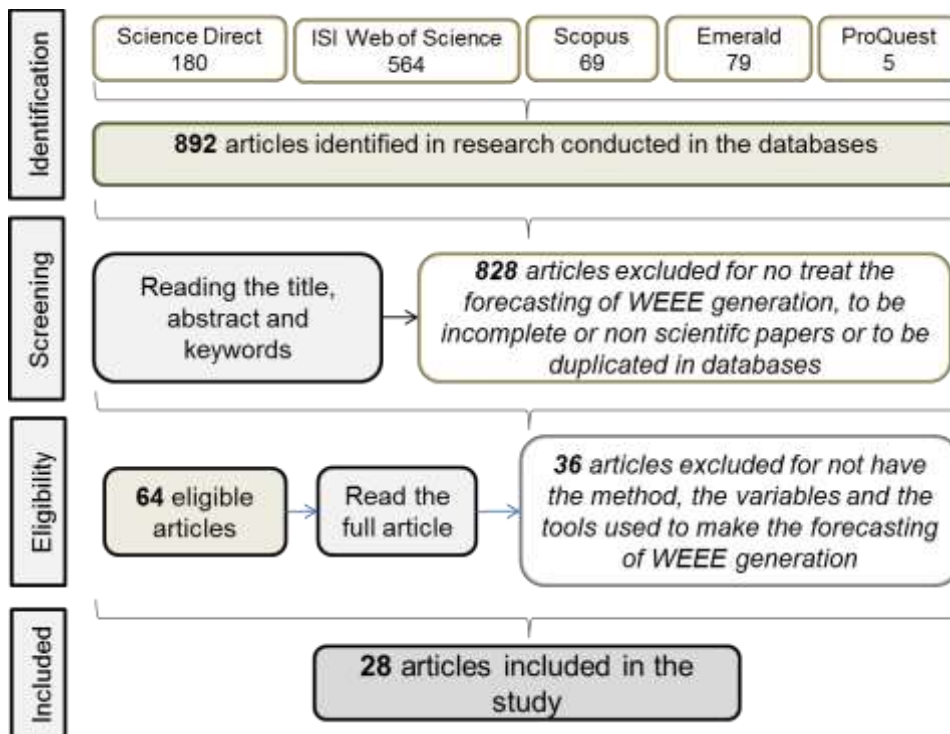 Identification
Science Direct
180
ISI Web of Science
564
Scopus
69
Emerald
79
ProQuest
5
892 articles identified in research conducted in the databases
Screening
Reading the title,
abstract and
keywords
828 articles excluded for no treat the
forecasting of WEEE generation, to be
incomplete or non scientifc papers or to be
duplicated in databases
Eligibility
64 eligible
articles
Read the
full article
36 articles excluded for not have
the method, the variables and the
tools used to make the forecasting
of WEEE generation
Included
28 articles included in the
study